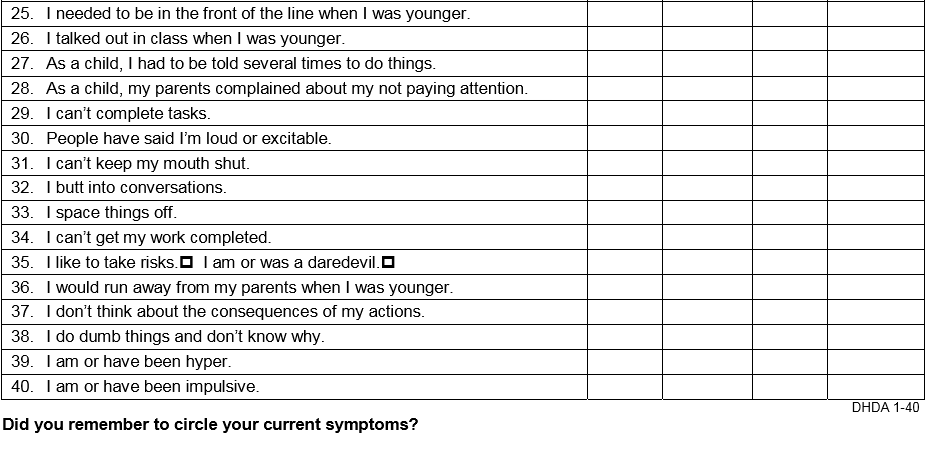 25. I needed to be in the front of the line when I was younger.
26. I talked out in class when I was younger.
27. As a child, I had to be told several times to do things.
28. As a child, my parents complained about my not paying attention.
29. I can't complete tasks.
30. People have said I'm loud or excitable.
31. I can't keep my mouth shut.
32. I butt into conversations.
33. I space things off.
34. I can't get my work completed.
35. I like to take risks.  I am or was a daredevil.
36. I would run away from my parents when I was younger.
37. I don't think about the consequences of my actions.
38. I do dumb things and don't know why.
39. I am or have been hyper.
40. I am or have been impulsive.
DHDA 1-40
Did you remember to circle your current symptoms?